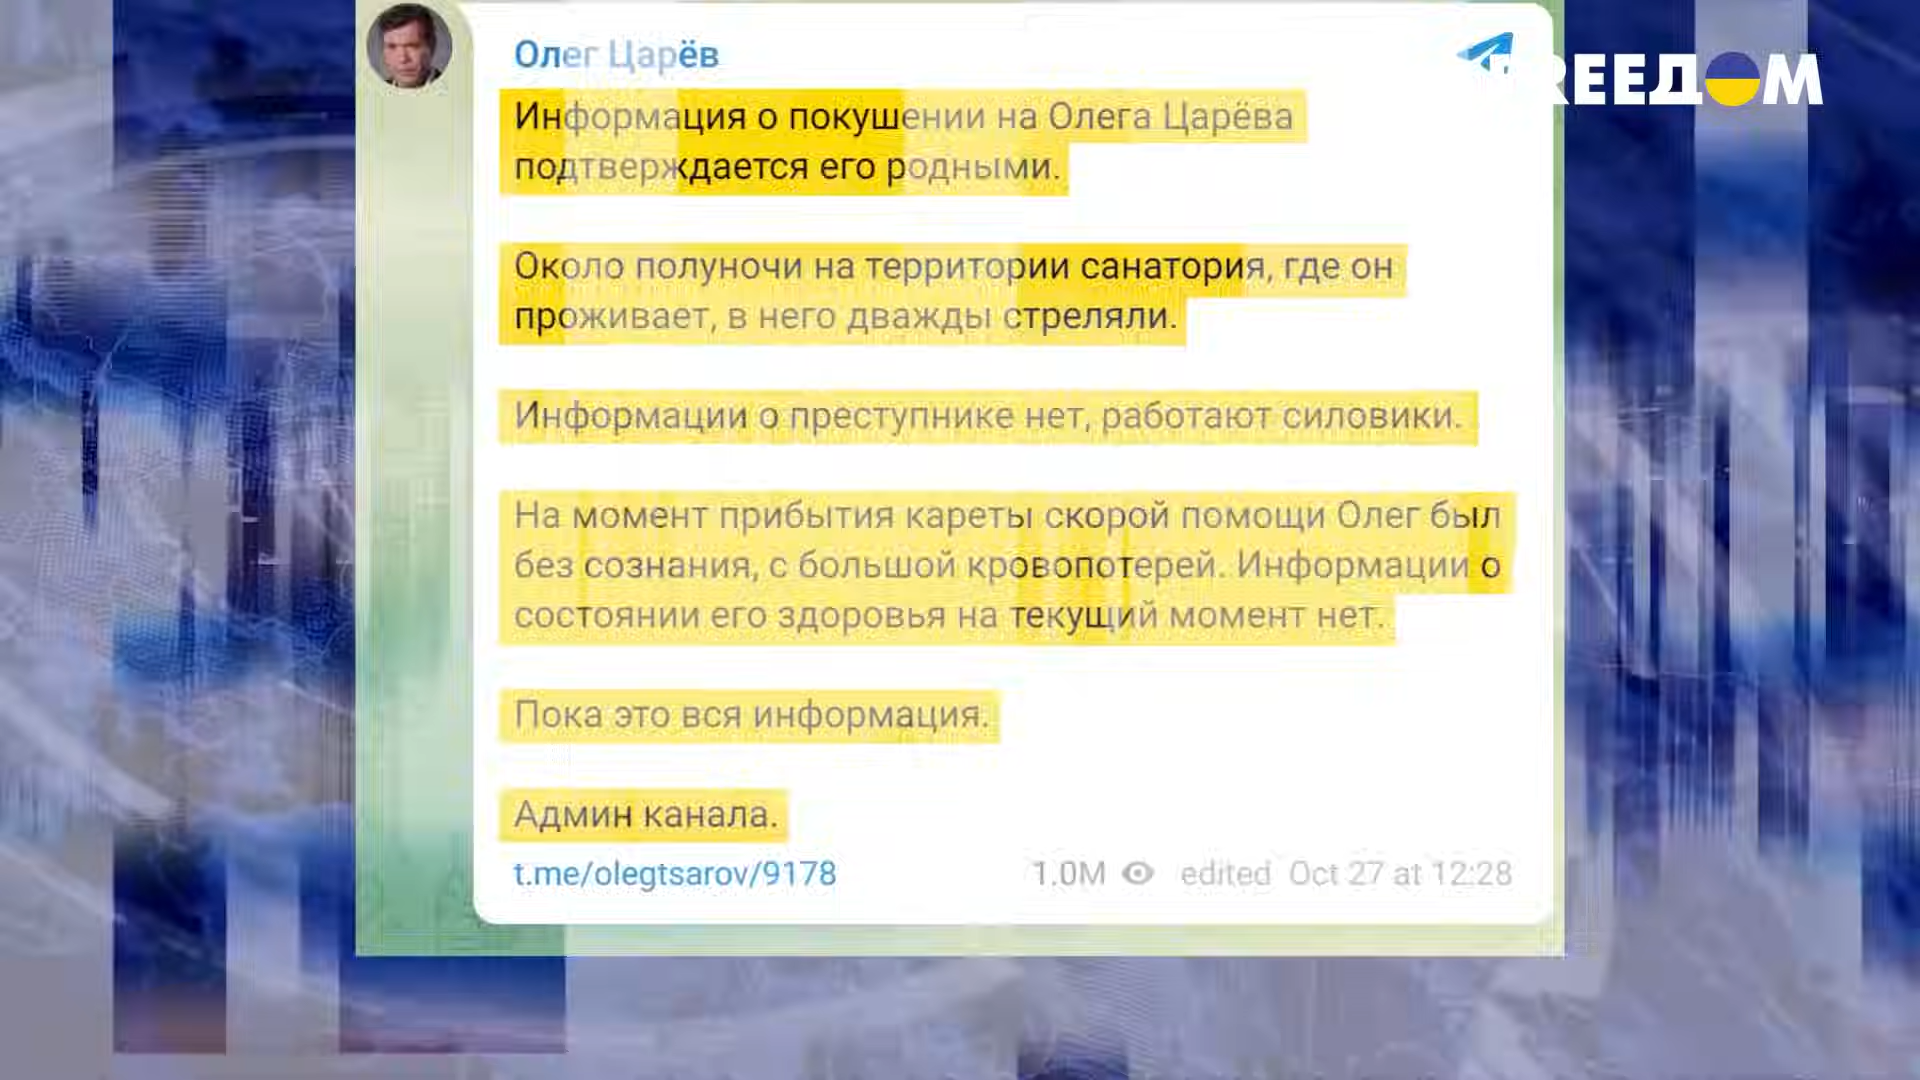 Олег Царёв
FREEДOM
Информация о покушении на Олега Царёва
подтверждается его родными.
Около полуночи на территории санатория, где он
проживает, в него дважды стреляли.
Информации о преступнике нет, работают силовики.
На момент прибытия кареты скорой помощи Олег был
без сознания, с большой кровопотерей. Информации о
состоянии его здоровья на текущий момент нет.
Пока это вся информация.
Админ канала.
t.me/olegtsarov/9178 1.0M edited Oct 27 at 12:28